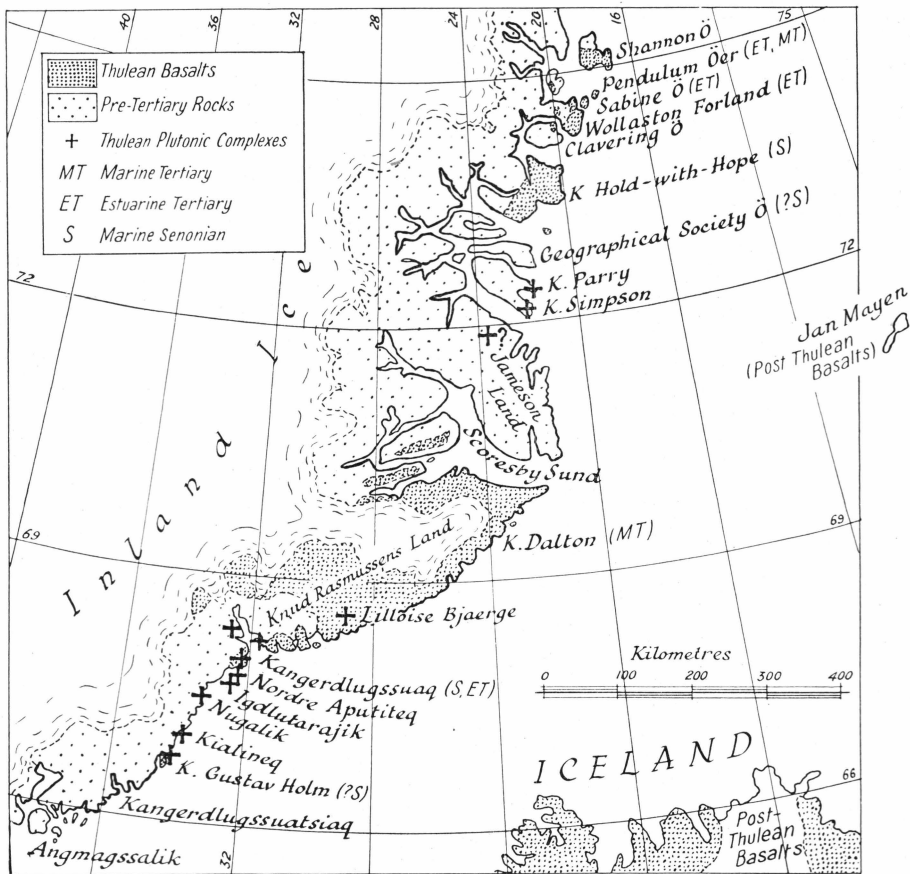 40
36
32
28
24
20
16
75
Thulean Basalts
Pre-Tertiary Rocks
Thulean Plutonic Complexes
MT Marine Tertiary
ET Estuarine Tertiary
S Marine Senonian
Shannon Ö
Pendulum Öer (ET, MT)
Sabine Ö (ET)
Wollaston Forland (ET)
Clavering Ö
K Hold-with-Hope (S)
Geographical Society Ö (?S)
72
72
K. Parry
K. Simpson
?
Jan Mayen
(Post Thulean
Basalts)
Jameson
Land
Scoresby Sund
Inland Ice
69
69
K. Dalton (MT)
Knud Rasmussens Land
Lilloise Bjaerge
Kangerdlugssuaq (S, ET)
Nordre Aputiteq
Igdlutarajik
Nugalik
Kialineq
K. Gustav Holm (?S)
Kangerdlugssuatsiaq
Angmagssalik
32
Kilometres
0 100 200 300 400
ICELAND
66
Post-
Thulean
Basalts